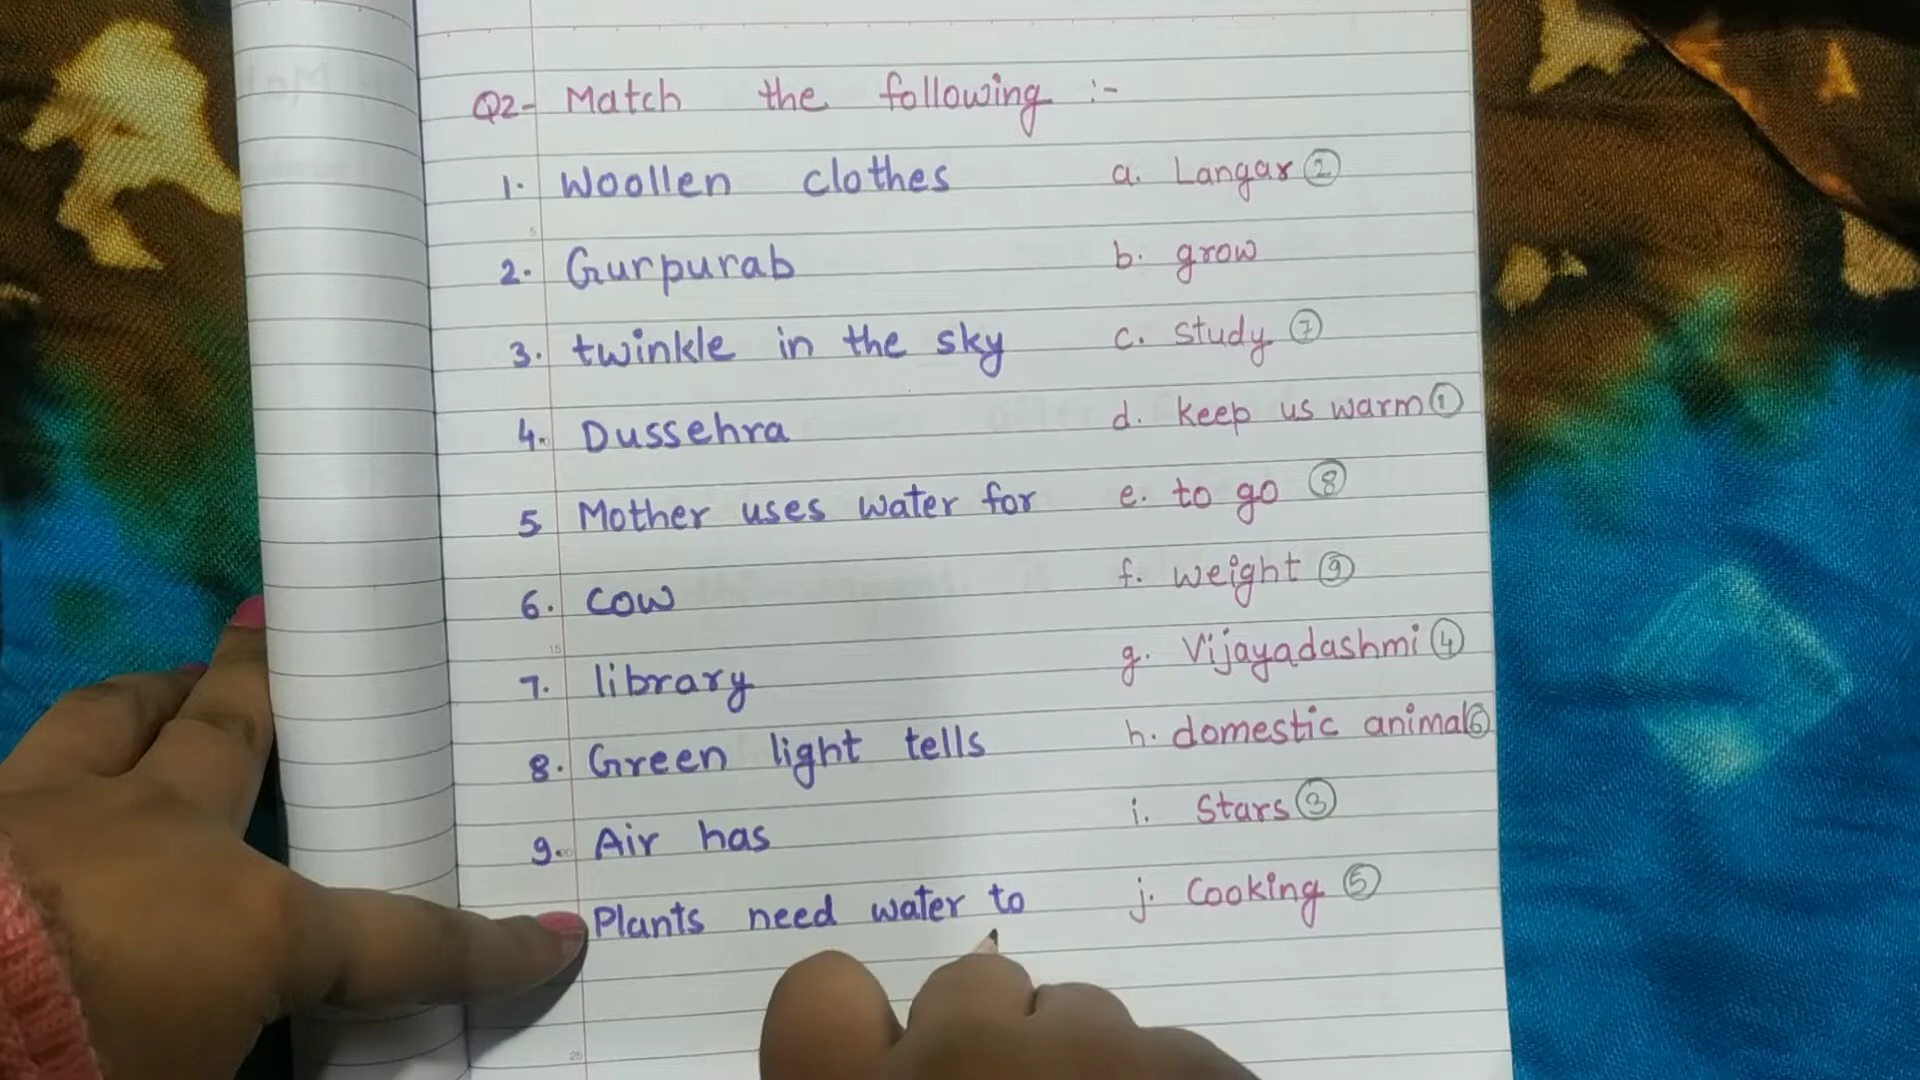 Q2- Match the following :-
1. Woollen clothes a. Langar ②
2. Gurpurab b. grow
3. twinkle in the sky c. study ⑦
4. Dussehra d. keep us warm ①
5 Mother uses water for e. to go ⑧
6. Cow f. weight ⑨
7. library g. Vijayadashmi ④
8. Green light tells h. domestic animal ⑥
9. Air has i. Stars ③
Plants need water to j. Cooking ⑤